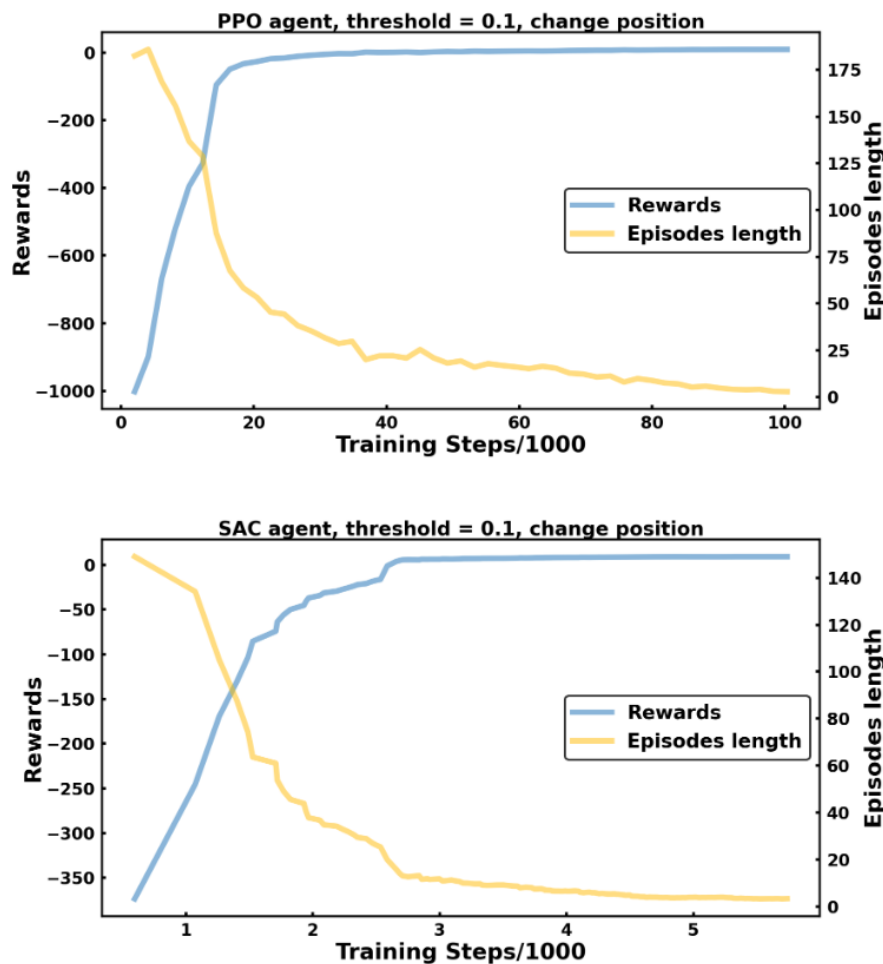 PPO agent, threshold = 0.1, change position
0
−200
−400
−600
−800
−1000
Rewards
175
150
125
100
75
50
25
0
Episodes length
Rewards
Episodes length
0 20 40 60 80 100
Training Steps/1000
SAC agent, threshold = 0.1, change position
0
−50
−100
−150
−200
−250
−300
−350
Rewards
140
120
100
80
60
40
20
0
Episodes length
Rewards
Episodes length
1 2 3 4 5
Training Steps/1000